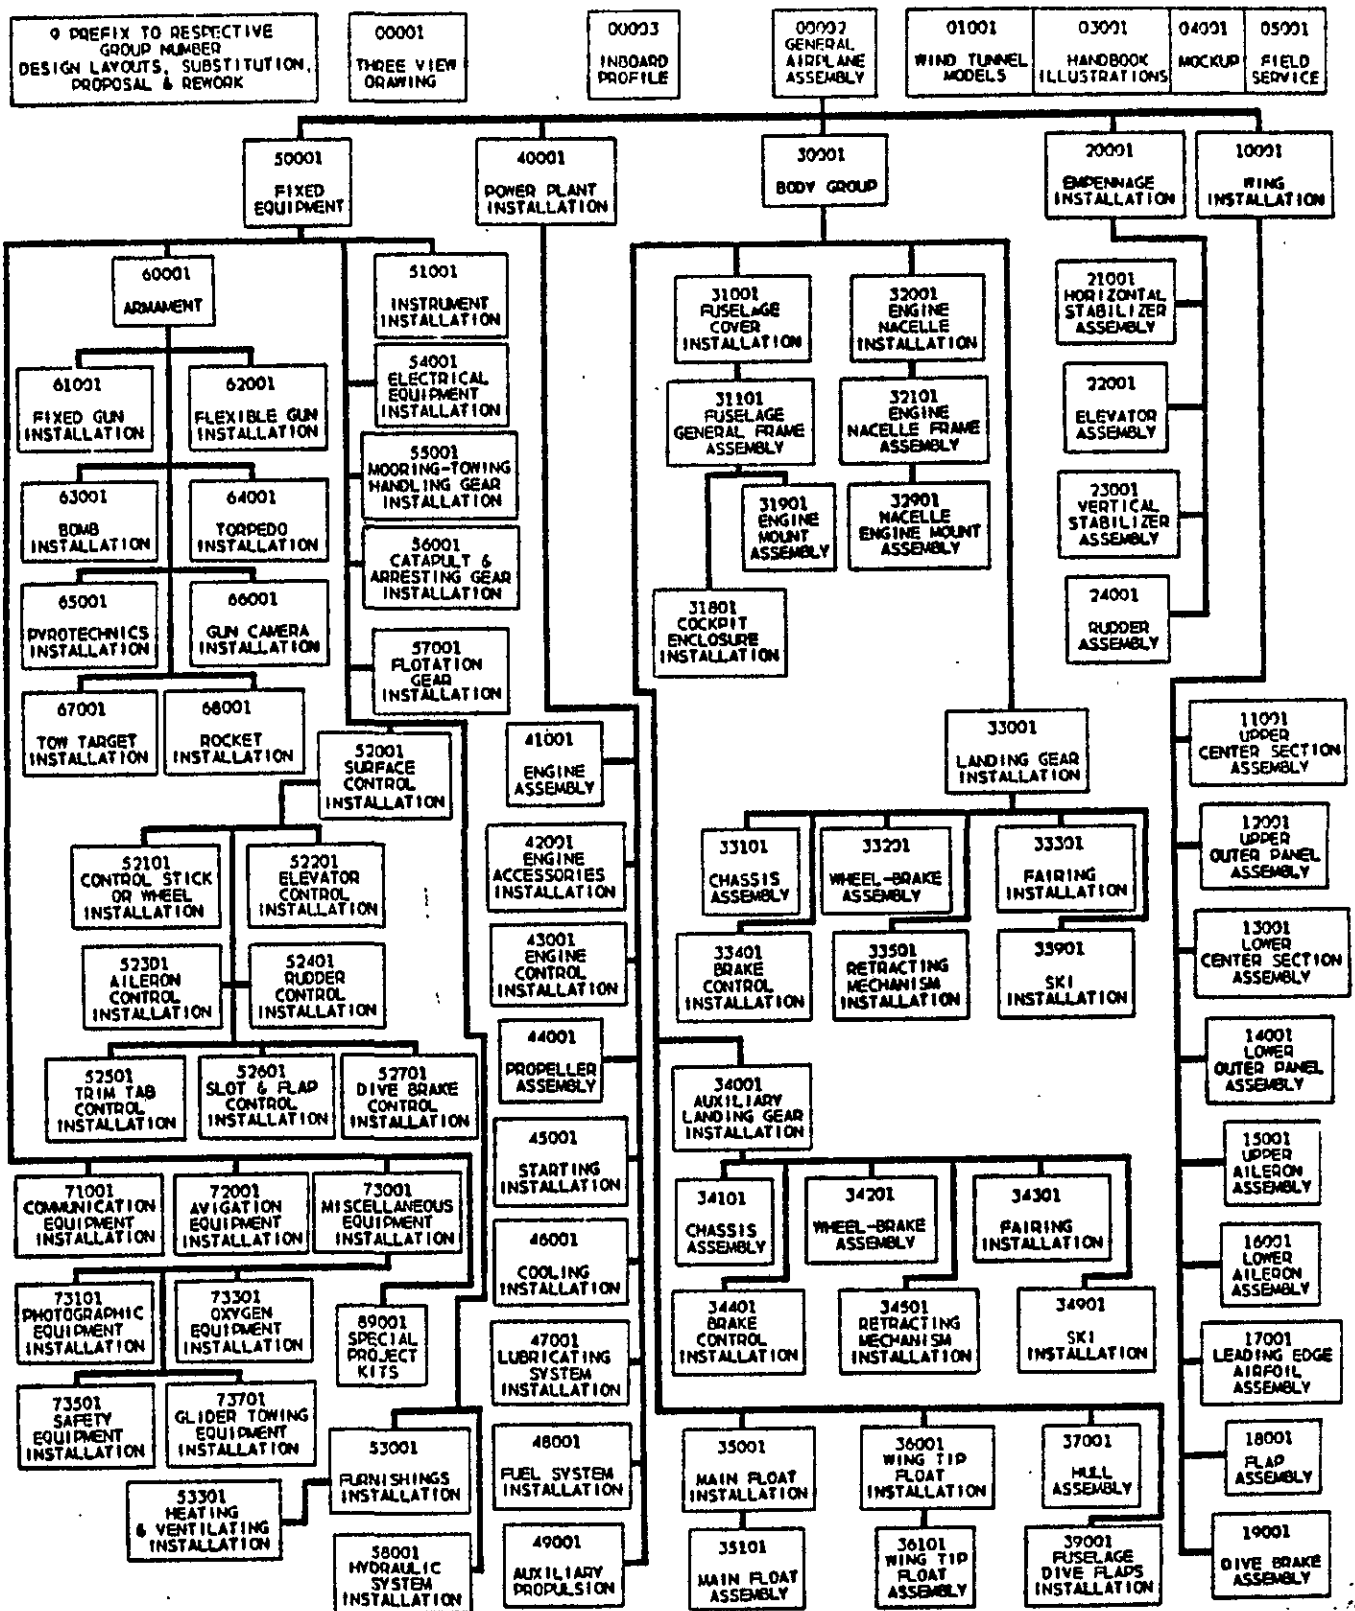 9 PREFIX TO RESPECTIVE
GROUP NUMBER
DESIGN LAYOUTS, SUBSTITUTION,
PROPOSAL & REWORK
00001
THREE VIEW
DRAWING
00003
INBOARD
PROFILE
00002
GENERAL
AIRPLANE
ASSEMBLY
01001
WIND TUNNEL
MODELS
03001
HANDBOOK
ILLUSTRATIONS
04001
MOCKUP
05001
FIELD
SERVICE
50001
FIXED
EQUIPMENT
40001
POWER PLANT
INSTALLATION
30001
BODY GROUP
20001
EMPENNAGE
INSTALLATION
10001
WING
INSTALLATION
60001
ARMAMENT
51001
INSTRUMENT
INSTALLATION
31001
FUSELAGE
COVER
INSTALLATION
32001
ENGINE
NACELLE
INSTALLATION
21001
HORIZONTAL
STABILIZER
ASSEMBLY
61001
FIXED GUN
INSTALLATION
62001
FLEXIBLE GUN
INSTALLATION
54001
ELECTRICAL
EQUIPMENT
INSTALLATION
31101
FUSELAGE
GENERAL FRAME
ASSEMBLY
32101
ENGINE
NACELLE FRAME
ASSEMBLY
22001
ELEVATOR
ASSEMBLY
63001
BOMB
INSTALLATION
64001
TORPEDO
INSTALLATION
55001
MOORING-TOWING
HANDLING GEAR
INSTALLATION
31901
ENGINE
MOUNT
ASSEMBLY
32901
NACELLE
ENGINE MOUNT
ASSEMBLY
23001
VERTICAL
STABILIZER
ASSEMBLY
65001
PYROTECHNICS
INSTALLATION
66001
GUN CAMERA
INSTALLATION
56001
CATAPULT &
ARRESTING GEAR
INSTALLATION
31801
COCKPIT
ENCLOSURE
INSTALLATION
24001
RUDDER
ASSEMBLY
67001
TOW TARGET
INSTALLATION
68001
ROCKET
INSTALLATION
57001
FLOTATION
GEAR
INSTALLATION
52001
SURFACE
CONTROL
INSTALLATION
41001
ENGINE
ASSEMBLY
33001
LANDING GEAR
INSTALLATION
11001
UPPER
CENTER SECTION
ASSEMBLY
52101
CONTROL STICK
OR WHEEL
INSTALLATION
52201
ELEVATOR
CONTROL
INSTALLATION
42001
ENGINE
ACCESSORIES
INSTALLATION
33101
CHASSIS
ASSEMBLY
33201
WHEEL-BRAKE
ASSEMBLY
33301
FAIRING
INSTALLATION
12001
UPPER
OUTER PANEL
ASSEMBLY
52301
AILERON
CONTROL
INSTALLATION
52401
RUDDER
CONTROL
INSTALLATION
43001
ENGINE
CONTROL
INSTALLATION
33401
BRAKE
CONTROL
INSTALLATION
33501
RETRACTING
MECHANISM
INSTALLATION
33901
SKI
INSTALLATION
13001
LOWER
CENTER SECTION
ASSEMBLY
52501
TRIM TAB
CONTROL
INSTALLATION
52601
SLOT & FLAP
CONTROL
INSTALLATION
52701
DIVE BRAKE
CONTROL
INSTALLATION
44001
PROPELLER
ASSEMBLY
34001
AUXILIARY
LANDING GEAR
INSTALLATION
14001
LOWER
OUTER PANEL
ASSEMBLY
71001
COMMUNICATION
EQUIPMENT
INSTALLATION
72001
AVIGATION
EQUIPMENT
INSTALLATION
73001
MISCELLANEOUS
EQUIPMENT
INSTALLATION
45001
STARTING
INSTALLATION
34101
CHASSIS
ASSEMBLY
34201
WHEEL-BRAKE
ASSEMBLY
34301
FAIRING
INSTALLATION
15001
UPPER
AILERON
ASSEMBLY
73101
PHOTOGRAPHIC
EQUIPMENT
INSTALLATION
73301
OXYGEN
EQUIPMENT
INSTALLATION
89001
SPECIAL
PROJECT
KITS
46001
COOLING
INSTALLATION
34401
BRAKE
CONTROL
INSTALLATION
34501
RETRACTING
MECHANISM
INSTALLATION
34901
SKI
INSTALLATION
16001
LOWER
AILERON
ASSEMBLY
73501
SAFETY
EQUIPMENT
INSTALLATION
73701
GLIDER TOWING
EQUIPMENT
INSTALLATION
47001
LUBRICATING
SYSTEM
INSTALLATION
17001
LEADING EDGE
AIRFOIL
ASSEMBLY
53001
FURNISHINGS
INSTALLATION
48001
FUEL SYSTEM
INSTALLATION
35001
MAIN FLOAT
INSTALLATION
36001
WING TIP
FLOAT
INSTALLATION
37001
HULL
ASSEMBLY
18001
FLAP
ASSEMBLY
53301
HEATING
& VENTILATING
INSTALLATION
58001
HYDRAULIC
SYSTEM
INSTALLATION
49001
AUXILIARY
PROPULSION
35101
MAIN FLOAT
ASSEMBLY
36101
WING TIP
FLOAT
ASSEMBLY
39001
FUSELAGE
DIVE FLAPS
INSTALLATION
19001
DIVE BRAKE
ASSEMBLY